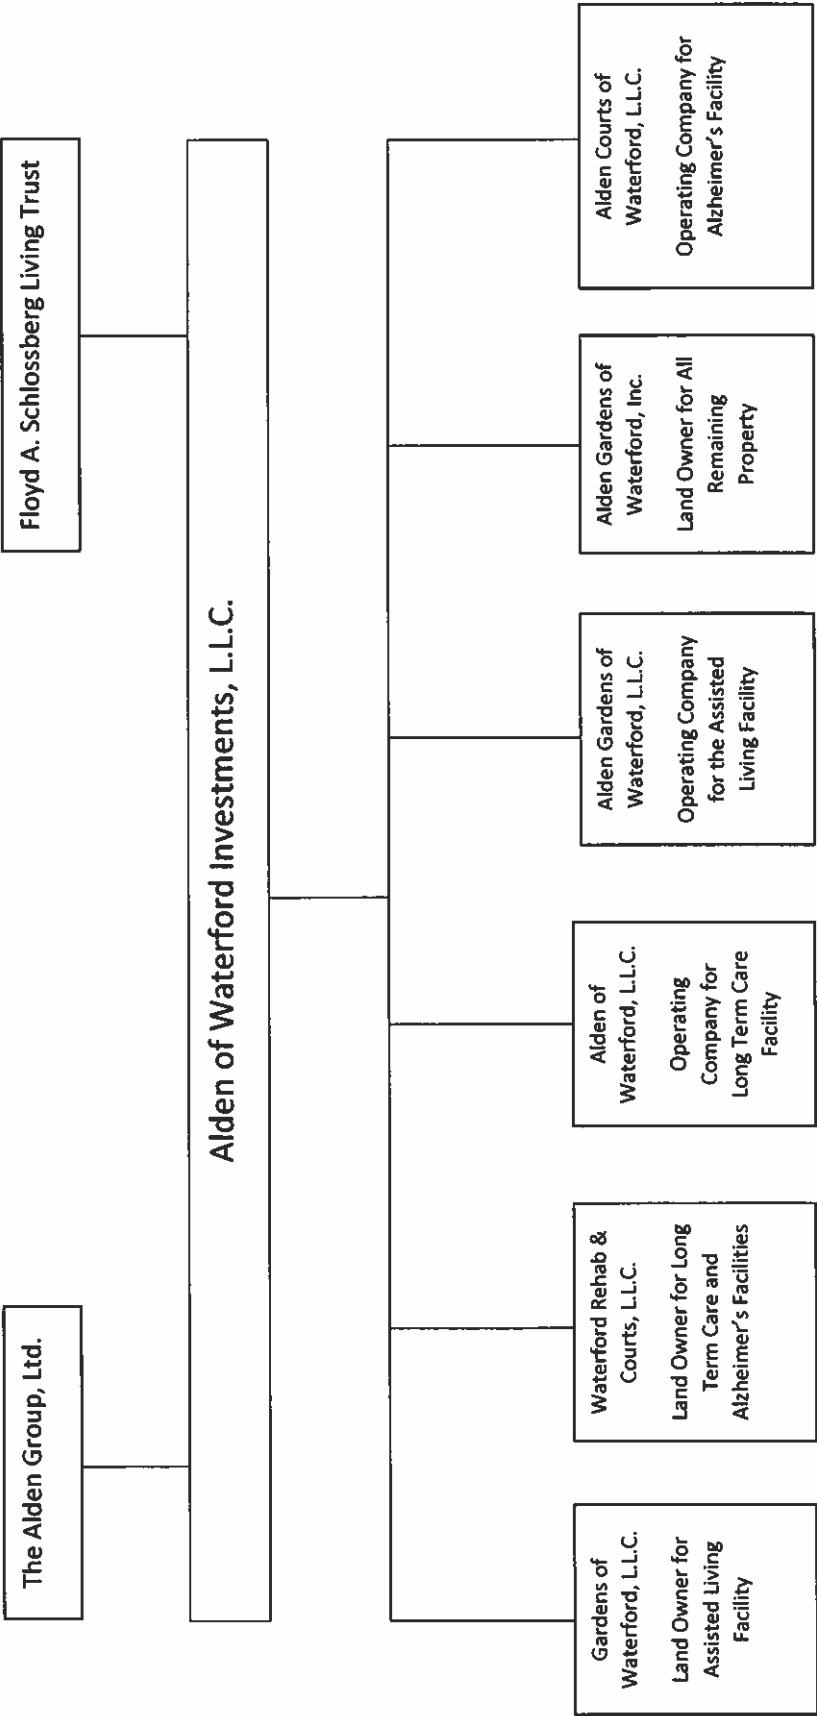 The Alden Group, Ltd.
Floyd A. Schlossberg Living Trust
Alden of Waterford Investments, L.L.C.
Gardens of
Waterford, L.L.C.
Land Owner for
Assisted Living
Facility
Waterford Rehab &
Courts, L.L.C.
Land Owner for Long
Term Care and
Alzheimer's Facilities
Alden of
Waterford, L.L.C.
Operating
Company for
Long Term Care
Facility
Alden Gardens of
Waterford, L.L.C.
Operating Company
for the Assisted
Living Facility
Alden Gardens of
Waterford, Inc.
Land Owner for All
Remaining
Property
Alden Courts of
Waterford, L.L.C.
Operating Company for
Alzheimer's Facility